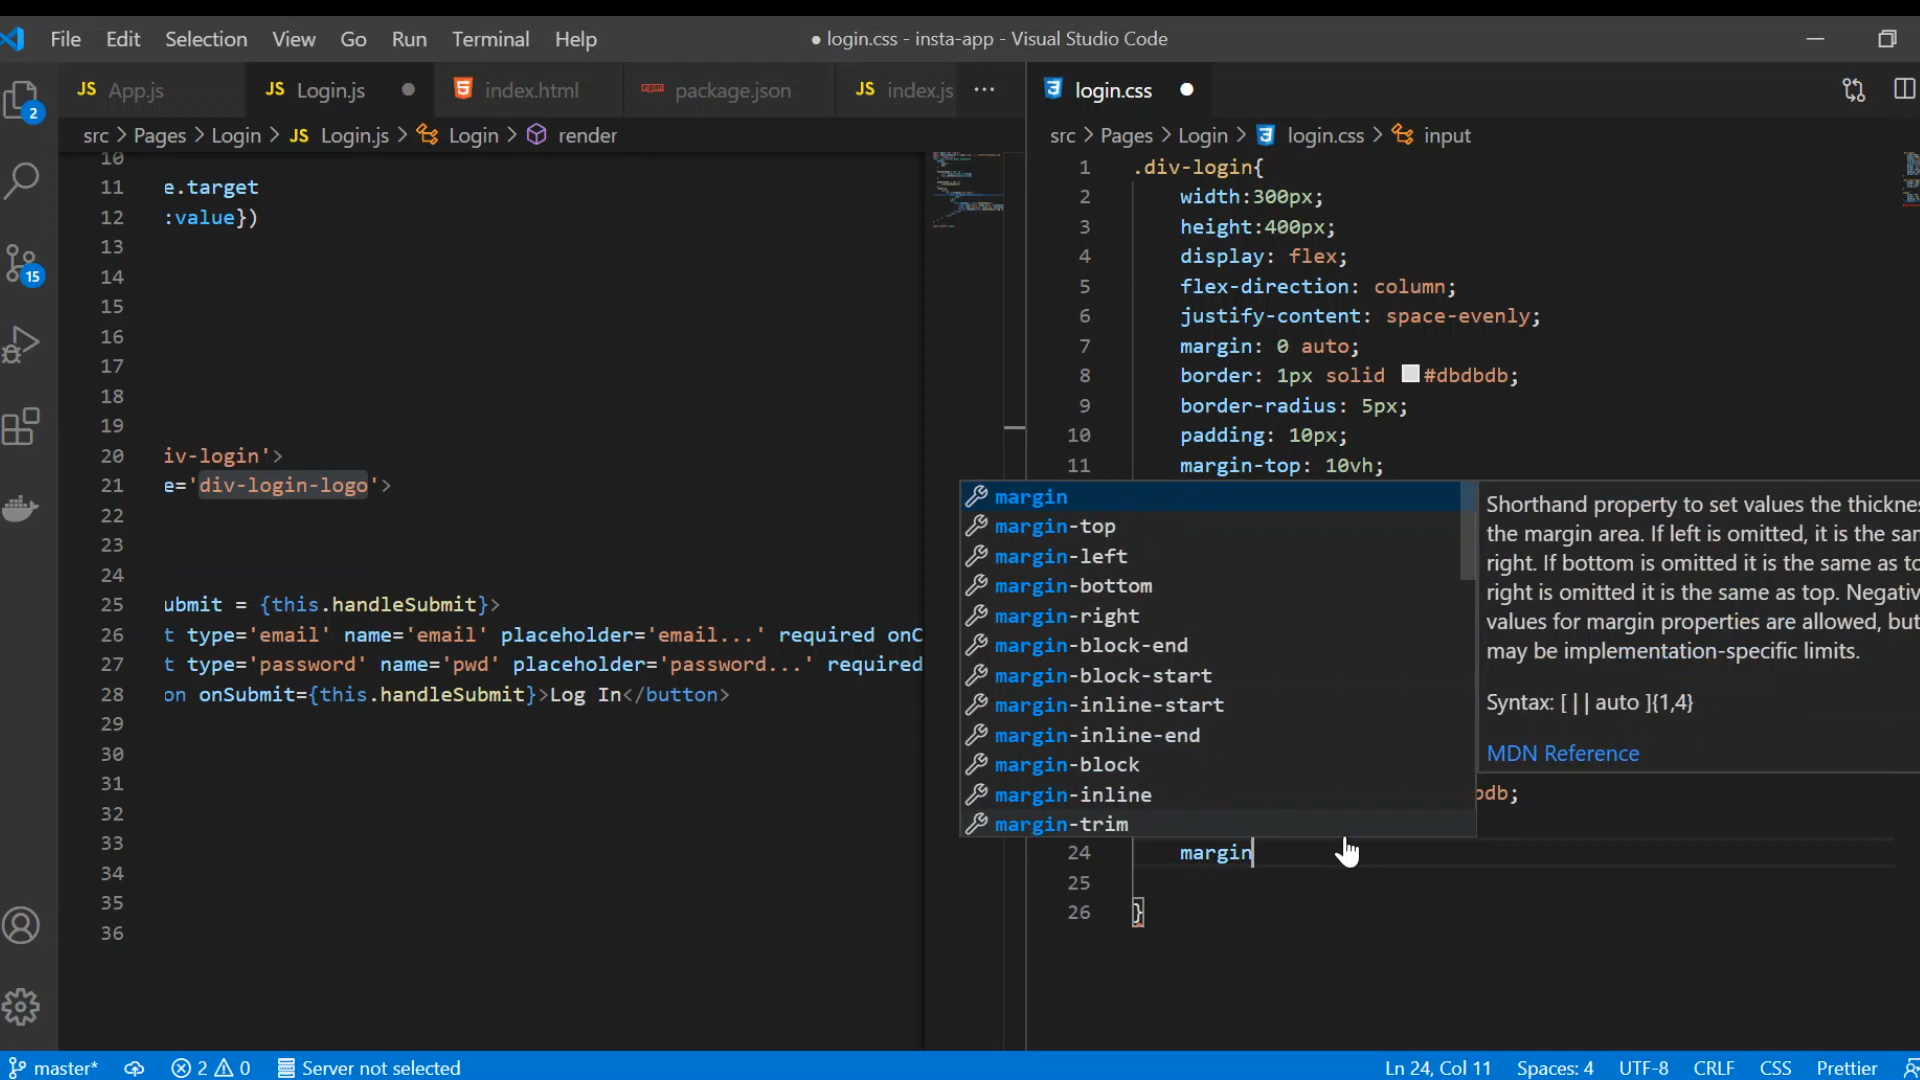 File Edit Selection View Go Run Terminal Help
● login.css - insta-app - Visual Studio Code
JS App.js
JS Login.js
index.html
package.json
JS index.js ···
login.css
2
15
src > Pages > Login > JS Login.js > Login > render
10
11 e.target
12 :value})
13
14
15
16
17
18
19
20 iv-login'>
21 e='div-login-logo'>
22
23
24
25 ubmit = {this.handleSubmit}>
26 t type='email' name='email' placeholder='email...' required onC
27 t type='password' name='pwd' placeholder='password...' required
28 on onSubmit={this.handleSubmit}>Log In</button>
29
30
31
32
33
34
35
36
src > Pages > Login > login.css > input
1 .div-login{
2 width:300px;
3 height:400px;
4 display: flex;
5 flex-direction: column;
6 justify-content: space-evenly;
7 margin: 0 auto;
8 border: 1px solid #dbdbdb;
9 border-radius: 5px;
10 padding: 10px;
11 margin-top: 10vh;
margin
margin-top
margin-left
margin-bottom
margin-right
margin-block-end
margin-block-start
margin-inline-start
margin-inline-end
margin-block
margin-inline
margin-trim
Shorthand property to set values the thicknes
the margin area. If left is omitted, it is the sam
right. If bottom is omitted it is the same as to
right is omitted it is the same as top. Negativ
values for margin properties are allowed, but
may be implementation-specific limits.
Syntax: [ | | auto ]{1,4}
MDN Reference
bdb;
24 margin
25
26 }
master* 2 0 Server not selected
Ln 24, Col 11 Spaces: 4 UTF-8 CRLF CSS Prettier